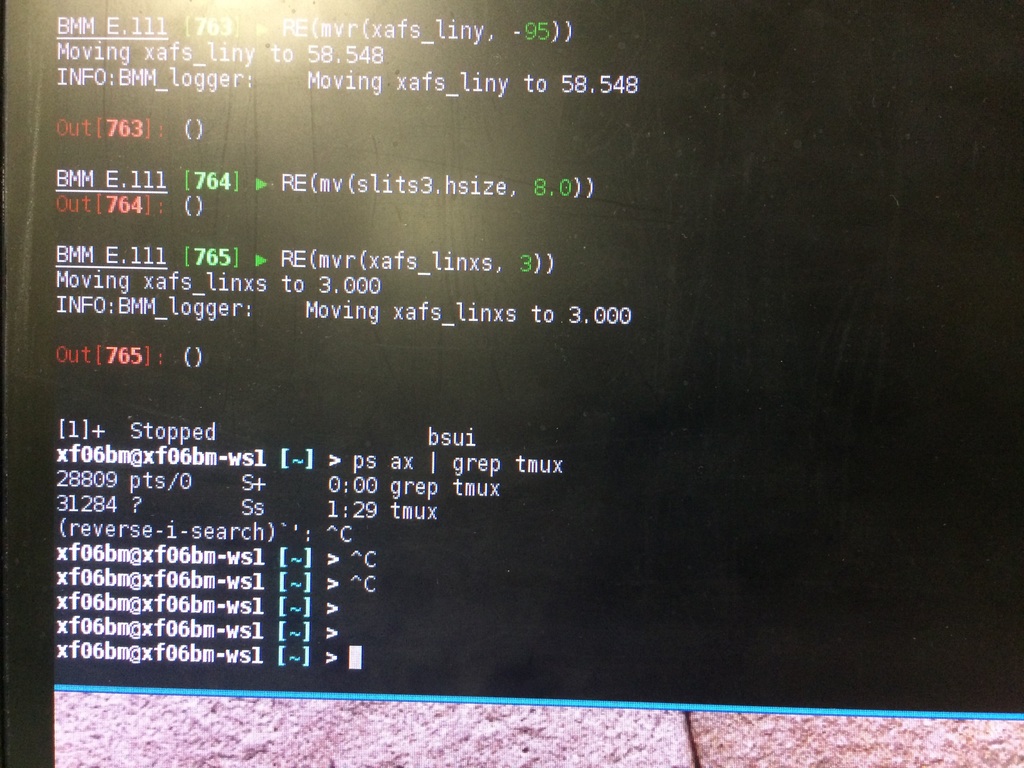 BMM E.111 [763] ▶ RE(mvr(xafs_liny, -95))
Moving xafs_liny to 58.548
INFO:BMM_logger:    Moving xafs_liny to 58.548
Out[763]: ()
BMM E.111 [764] ▶ RE(mv(slits3.hsize, 8.0))
Out[764]: ()
BMM E.111 [765] ▶ RE(mvr(xafs_linxs, 3))
Moving xafs_linxs to 3.000
INFO:BMM_logger:    Moving xafs_linxs to 3.000
Out[765]: ()
[1]+  Stopped                 bsui
xf06bm@xf06bm-ws1 [~] > ps ax | grep tmux
28809 pts/0    S+     0:00 grep tmux
31284 ?        Ss     1:29 tmux
(reverse-i-search)`': ^C
xf06bm@xf06bm-ws1 [~] > ^C
xf06bm@xf06bm-ws1 [~] > ^C
xf06bm@xf06bm-ws1 [~] >
xf06bm@xf06bm-ws1 [~] >
xf06bm@xf06bm-ws1 [~] >